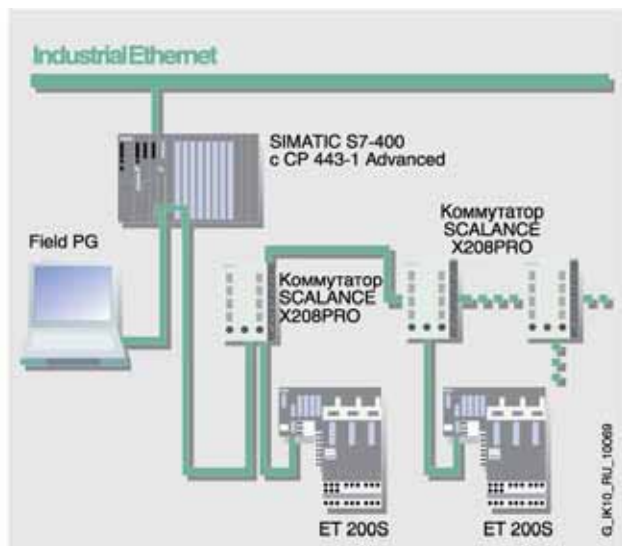 Industrial Ethernet
SIMATIC S7-400
с CP 443-1 Advanced
Field PG
Коммутатор
SCALANCE
X208PRO
Коммутатор
SCALANCE
X208PRO
ET 200S
ET 200S
G_IK10_RU_10069